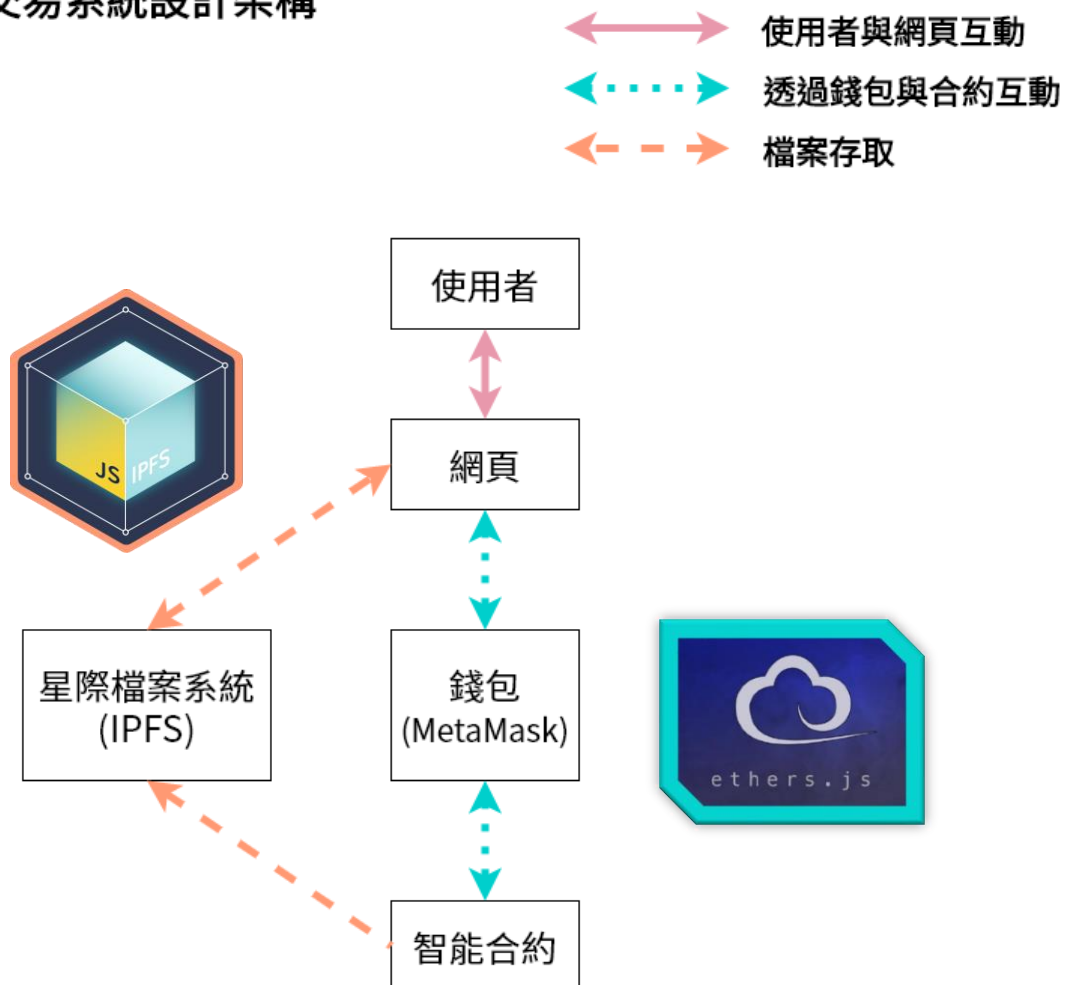 交易系統設計架構
使用者與網頁互動
透過錢包與合約互動
檔案存取
使用者
JS IPFS
網頁
星際檔案系統
(IPFS)
錢包
(MetaMask)
ethers.js
智能合約